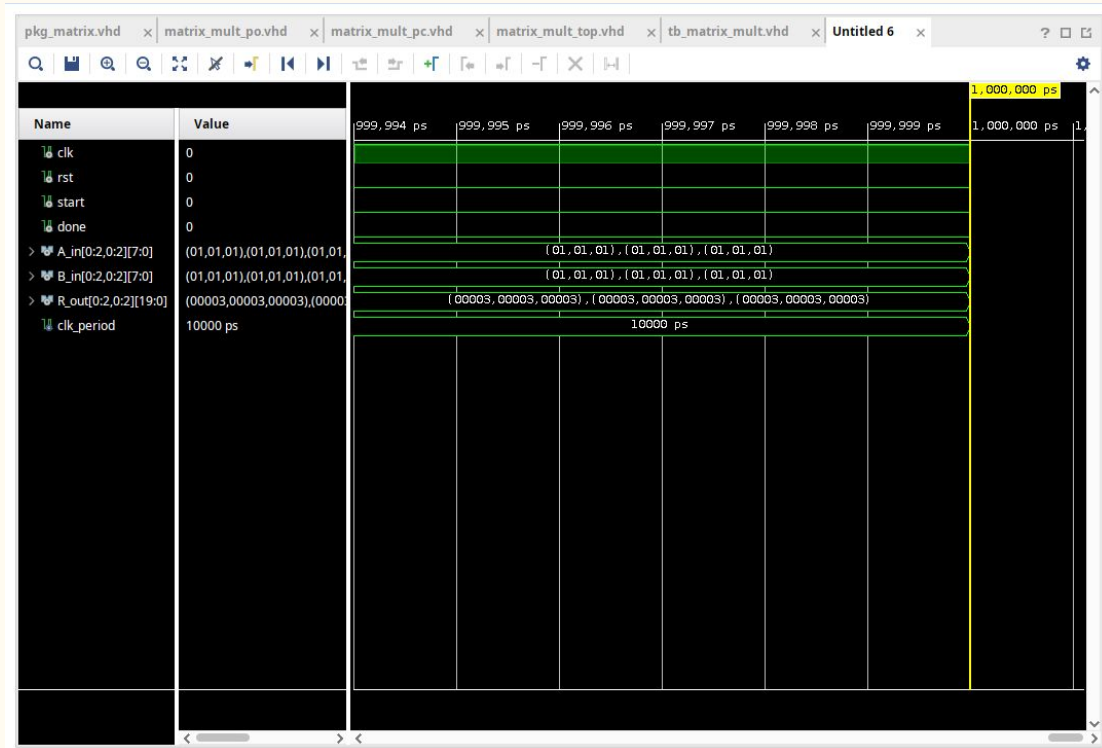 pkg_matrix.vhd × matrix_mult_po.vhd × matrix_mult_pc.vhd × matrix_mult_top.vhd × tb_matrix_mult.vhd × Untitled 6 × ?
1,000,000 ps
Name Value 999,994 ps 999,995 ps 999,996 ps 999,997 ps 999,998 ps 999,999 ps 1,000,000 ps 1,
clk 0
rst 0
start 0
done 0
A_in[0:2,0:2][7:0] (01,01,01),(01,01,01),(01,01, (01,01,01),(01,01,01),(01,01,01)
B_in[0:2,0:2][7:0] (01,01,01),(01,01,01),(01,01, (01,01,01),(01,01,01),(01,01,01)
R_out[0:2,0:2][19:0] (00003,00003,00003),(0000 (00003,00003,00003),(00003,00003,00003),(00003,00003,00003)
clk_period 10000 ps 10000 ps